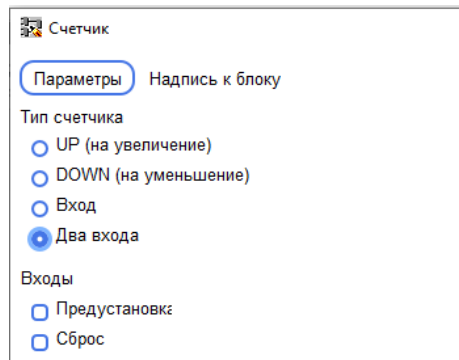 Счетчик
Параметры Надпись к блоку
Тип счетчика
UP (на увеличение)
DOWN (на уменьшение)
Вход
Два входа
Входы
Предустановка
Сброс